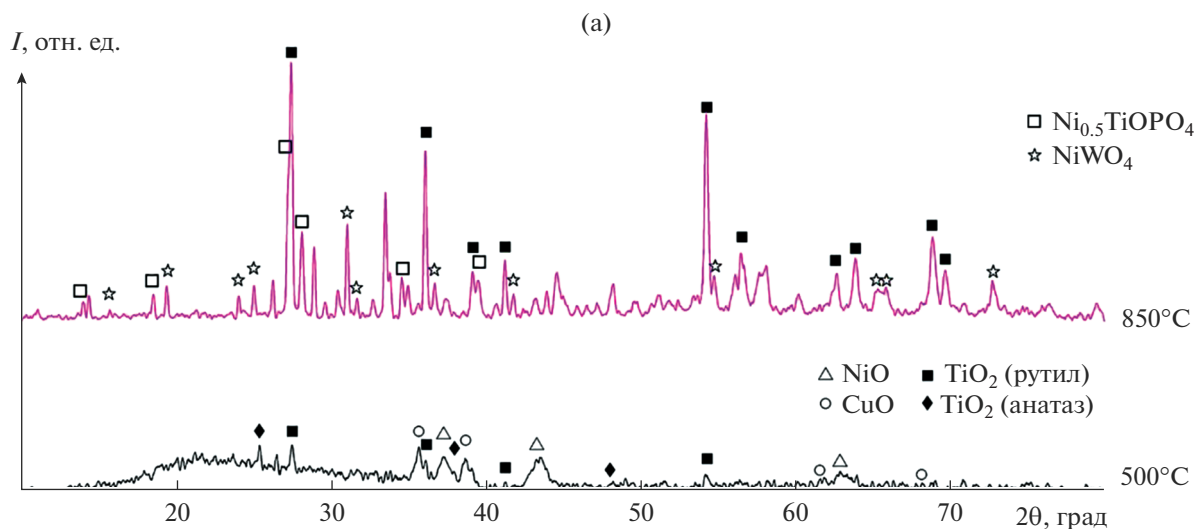 (а)
I, отн. ед.
□ Ni0.5TiOPO4
☆ NiWO4
850°C
△ NiO ■ TiO2 (рутил)
○ CuO ◆ TiO2 (анатаз)
500°C
20 30 40 50 60 70 2θ, град